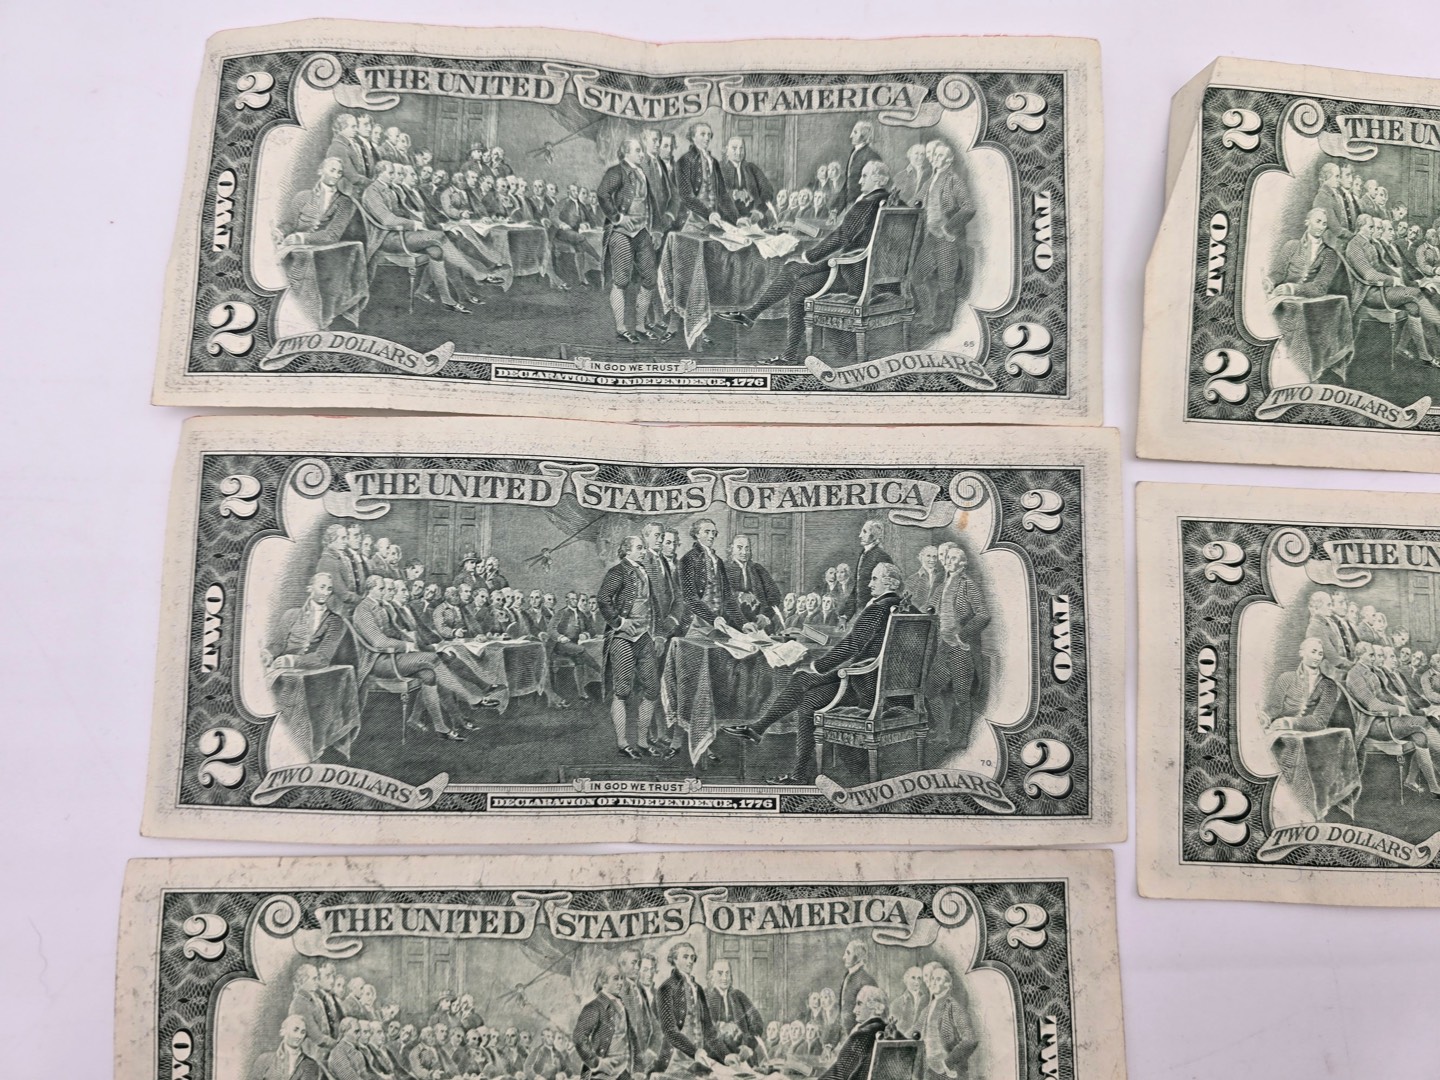 2 THE UNITED STATES OF AMERICA 2
TWO TWO
65
2 TWO DOLLARS IN GOD WE TRUST TWO DOLLARS 2
DECLARATION OF INDEPENDENCE, 1776
2 THE UNITED STATES OF AMERICA 2
TWO TWO
70
2 TWO DOLLARS IN GOD WE TRUST TWO DOLLARS 2
DECLARATION OF INDEPENDENCE, 1776
2 THE UNITED STATES OF AMERICA 2
TWO TW
2 THE UN
TWO
2 TWO DOLLARS
2 THE UN
TWO
2 TWO DOLLARS